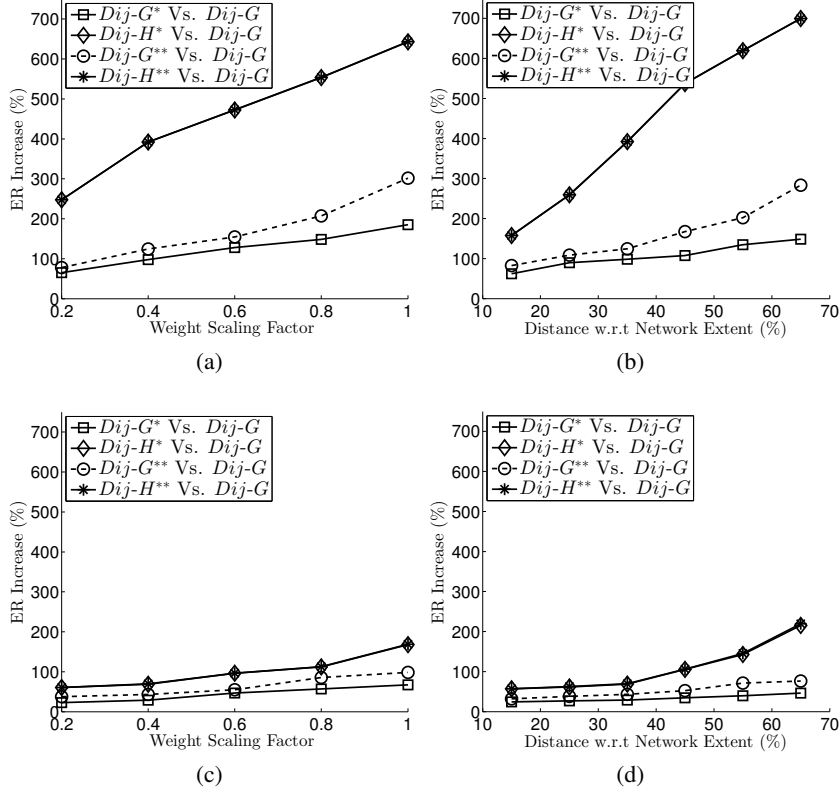 700
600
500
400
300
200
100
0
ER Increase (%)
Dij-G* Vs. Dij-G
Dij-H* Vs. Dij-G
Dij-G** Vs. Dij-G
Dij-H** Vs. Dij-G
0.2 0.4 0.6 0.8 1
Weight Scaling Factor
(a)
700
600
500
400
300
200
100
0
ER Increase (%)
Dij-G* Vs. Dij-G
Dij-H* Vs. Dij-G
Dij-G** Vs. Dij-G
Dij-H** Vs. Dij-G
10 20 30 40 50 60 70
Distance w.r.t Network Extent (%)
(b)
700
600
500
400
300
200
100
0
ER Increase (%)
Dij-G* Vs. Dij-G
Dij-H* Vs. Dij-G
Dij-G** Vs. Dij-G
Dij-H** Vs. Dij-G
0.2 0.4 0.6 0.8 1
Weight Scaling Factor
(c)
700
600
500
400
300
200
100
0
ER Increase (%)
Dij-G* Vs. Dij-G
Dij-H* Vs. Dij-G
Dij-G** Vs. Dij-G
Dij-H** Vs. Dij-G
10 20 30 40 50 60 70
Distance w.r.t Network Extent (%)
(d)